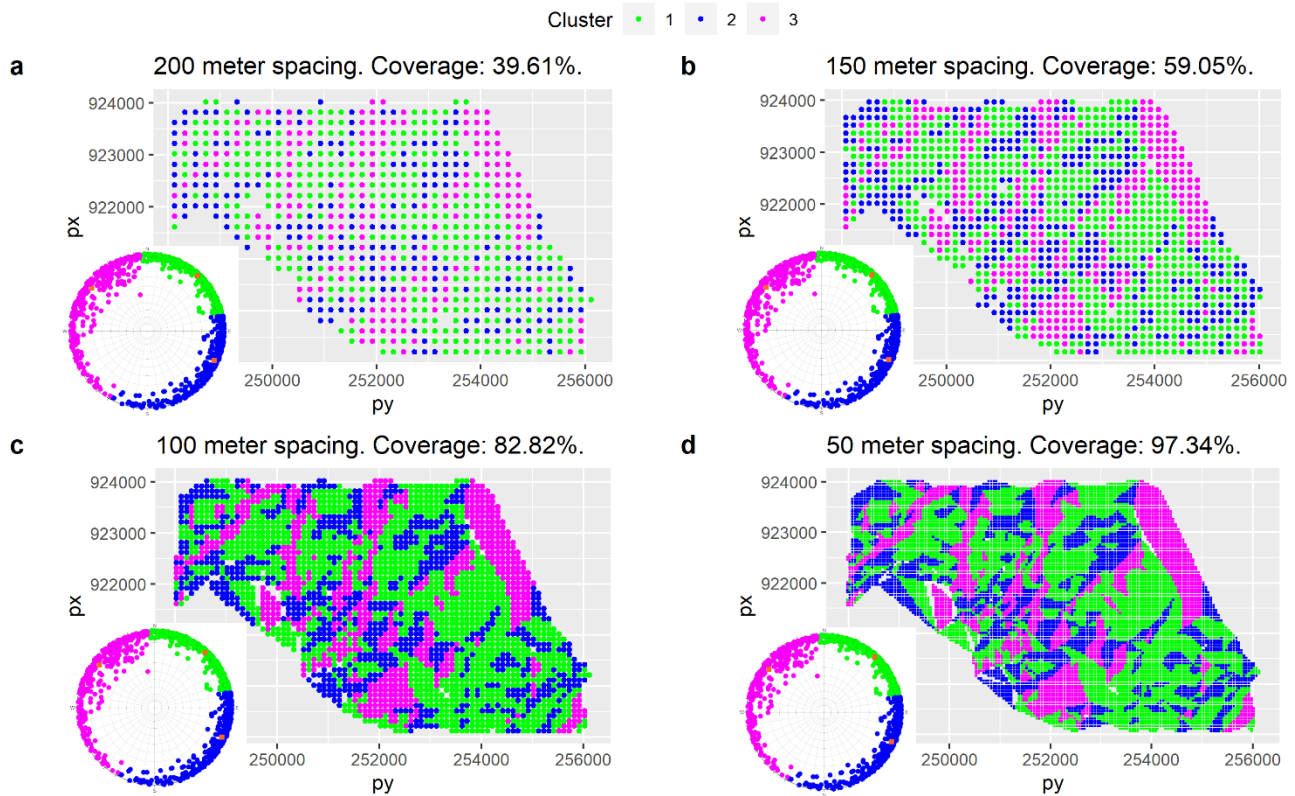 Cluster 1 2 3
a 200 meter spacing. Coverage: 39.61%.
924000
923000
922000
px
250000 252000 254000 256000
py
b 150 meter spacing. Coverage: 59.05%.
924000
923000
922000
px
250000 252000 254000 256000
py
c 100 meter spacing. Coverage: 82.82%.
924000
923000
922000
px
250000 252000 254000 256000
py
d 50 meter spacing. Coverage: 97.34%.
924000
923000
922000
px
250000 252000 254000 256000
py